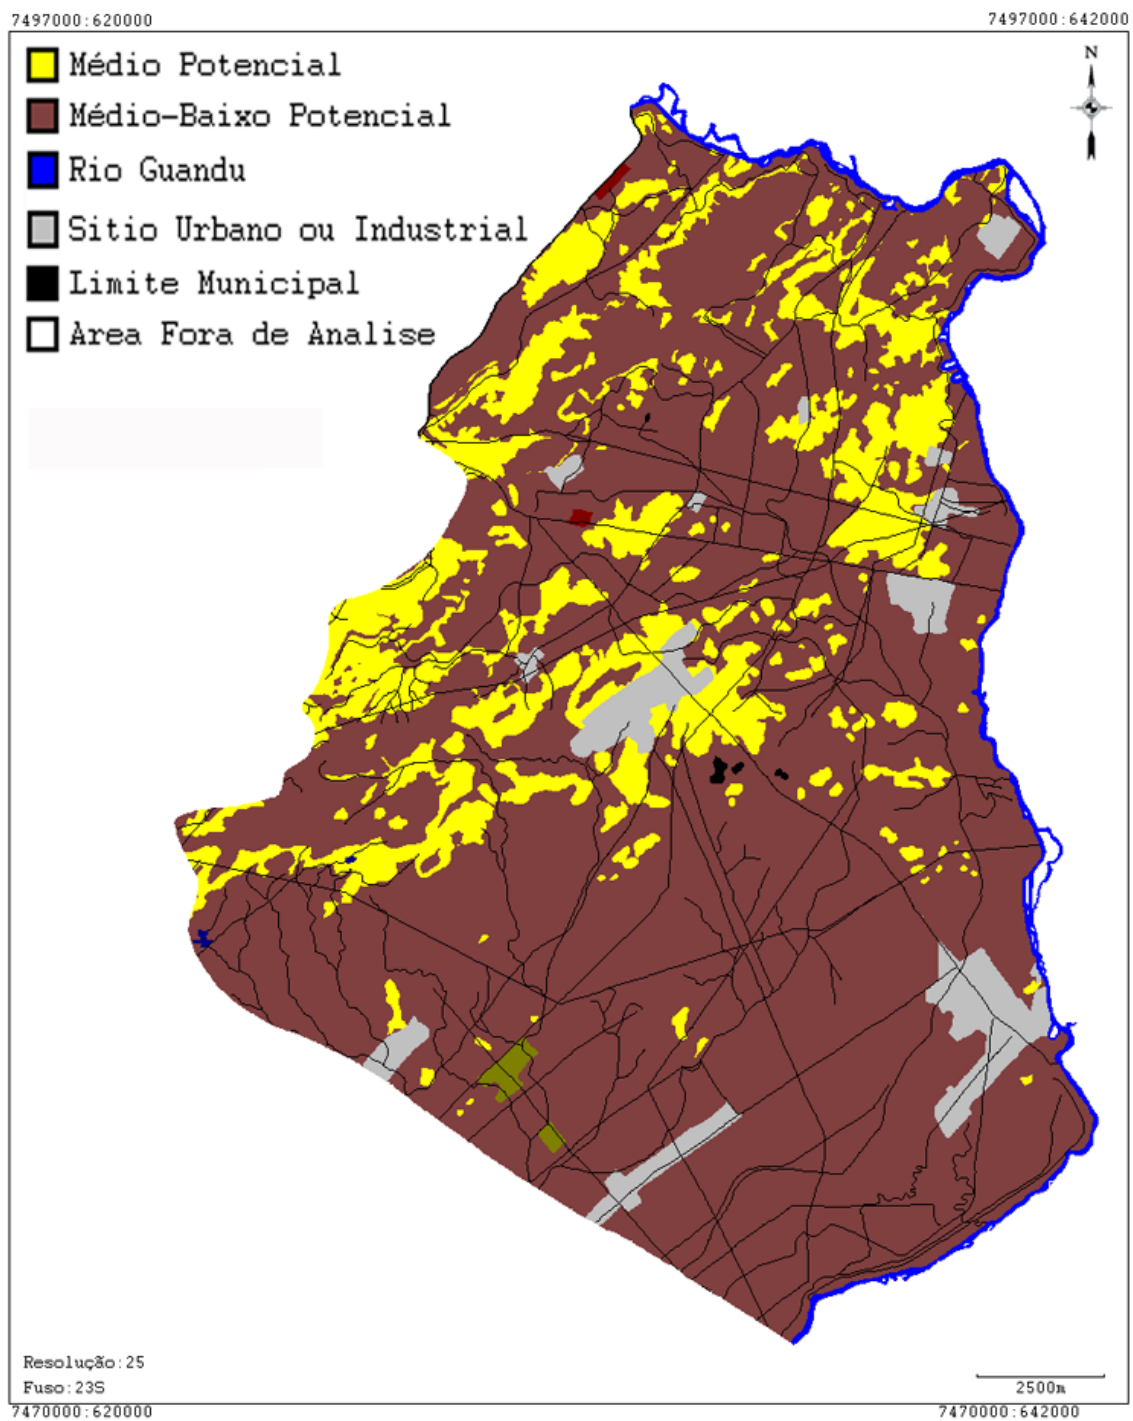 7497000:620000
7497000:642000
Médio Potencial
Médio-Baixo Potencial
Rio Guandu
Sitio Urbano ou Industrial
Limite Municipal
Area Fora de Analise
N
Resolução:25
Fuso:23S
2500m
7470000:620000
7470000:642000